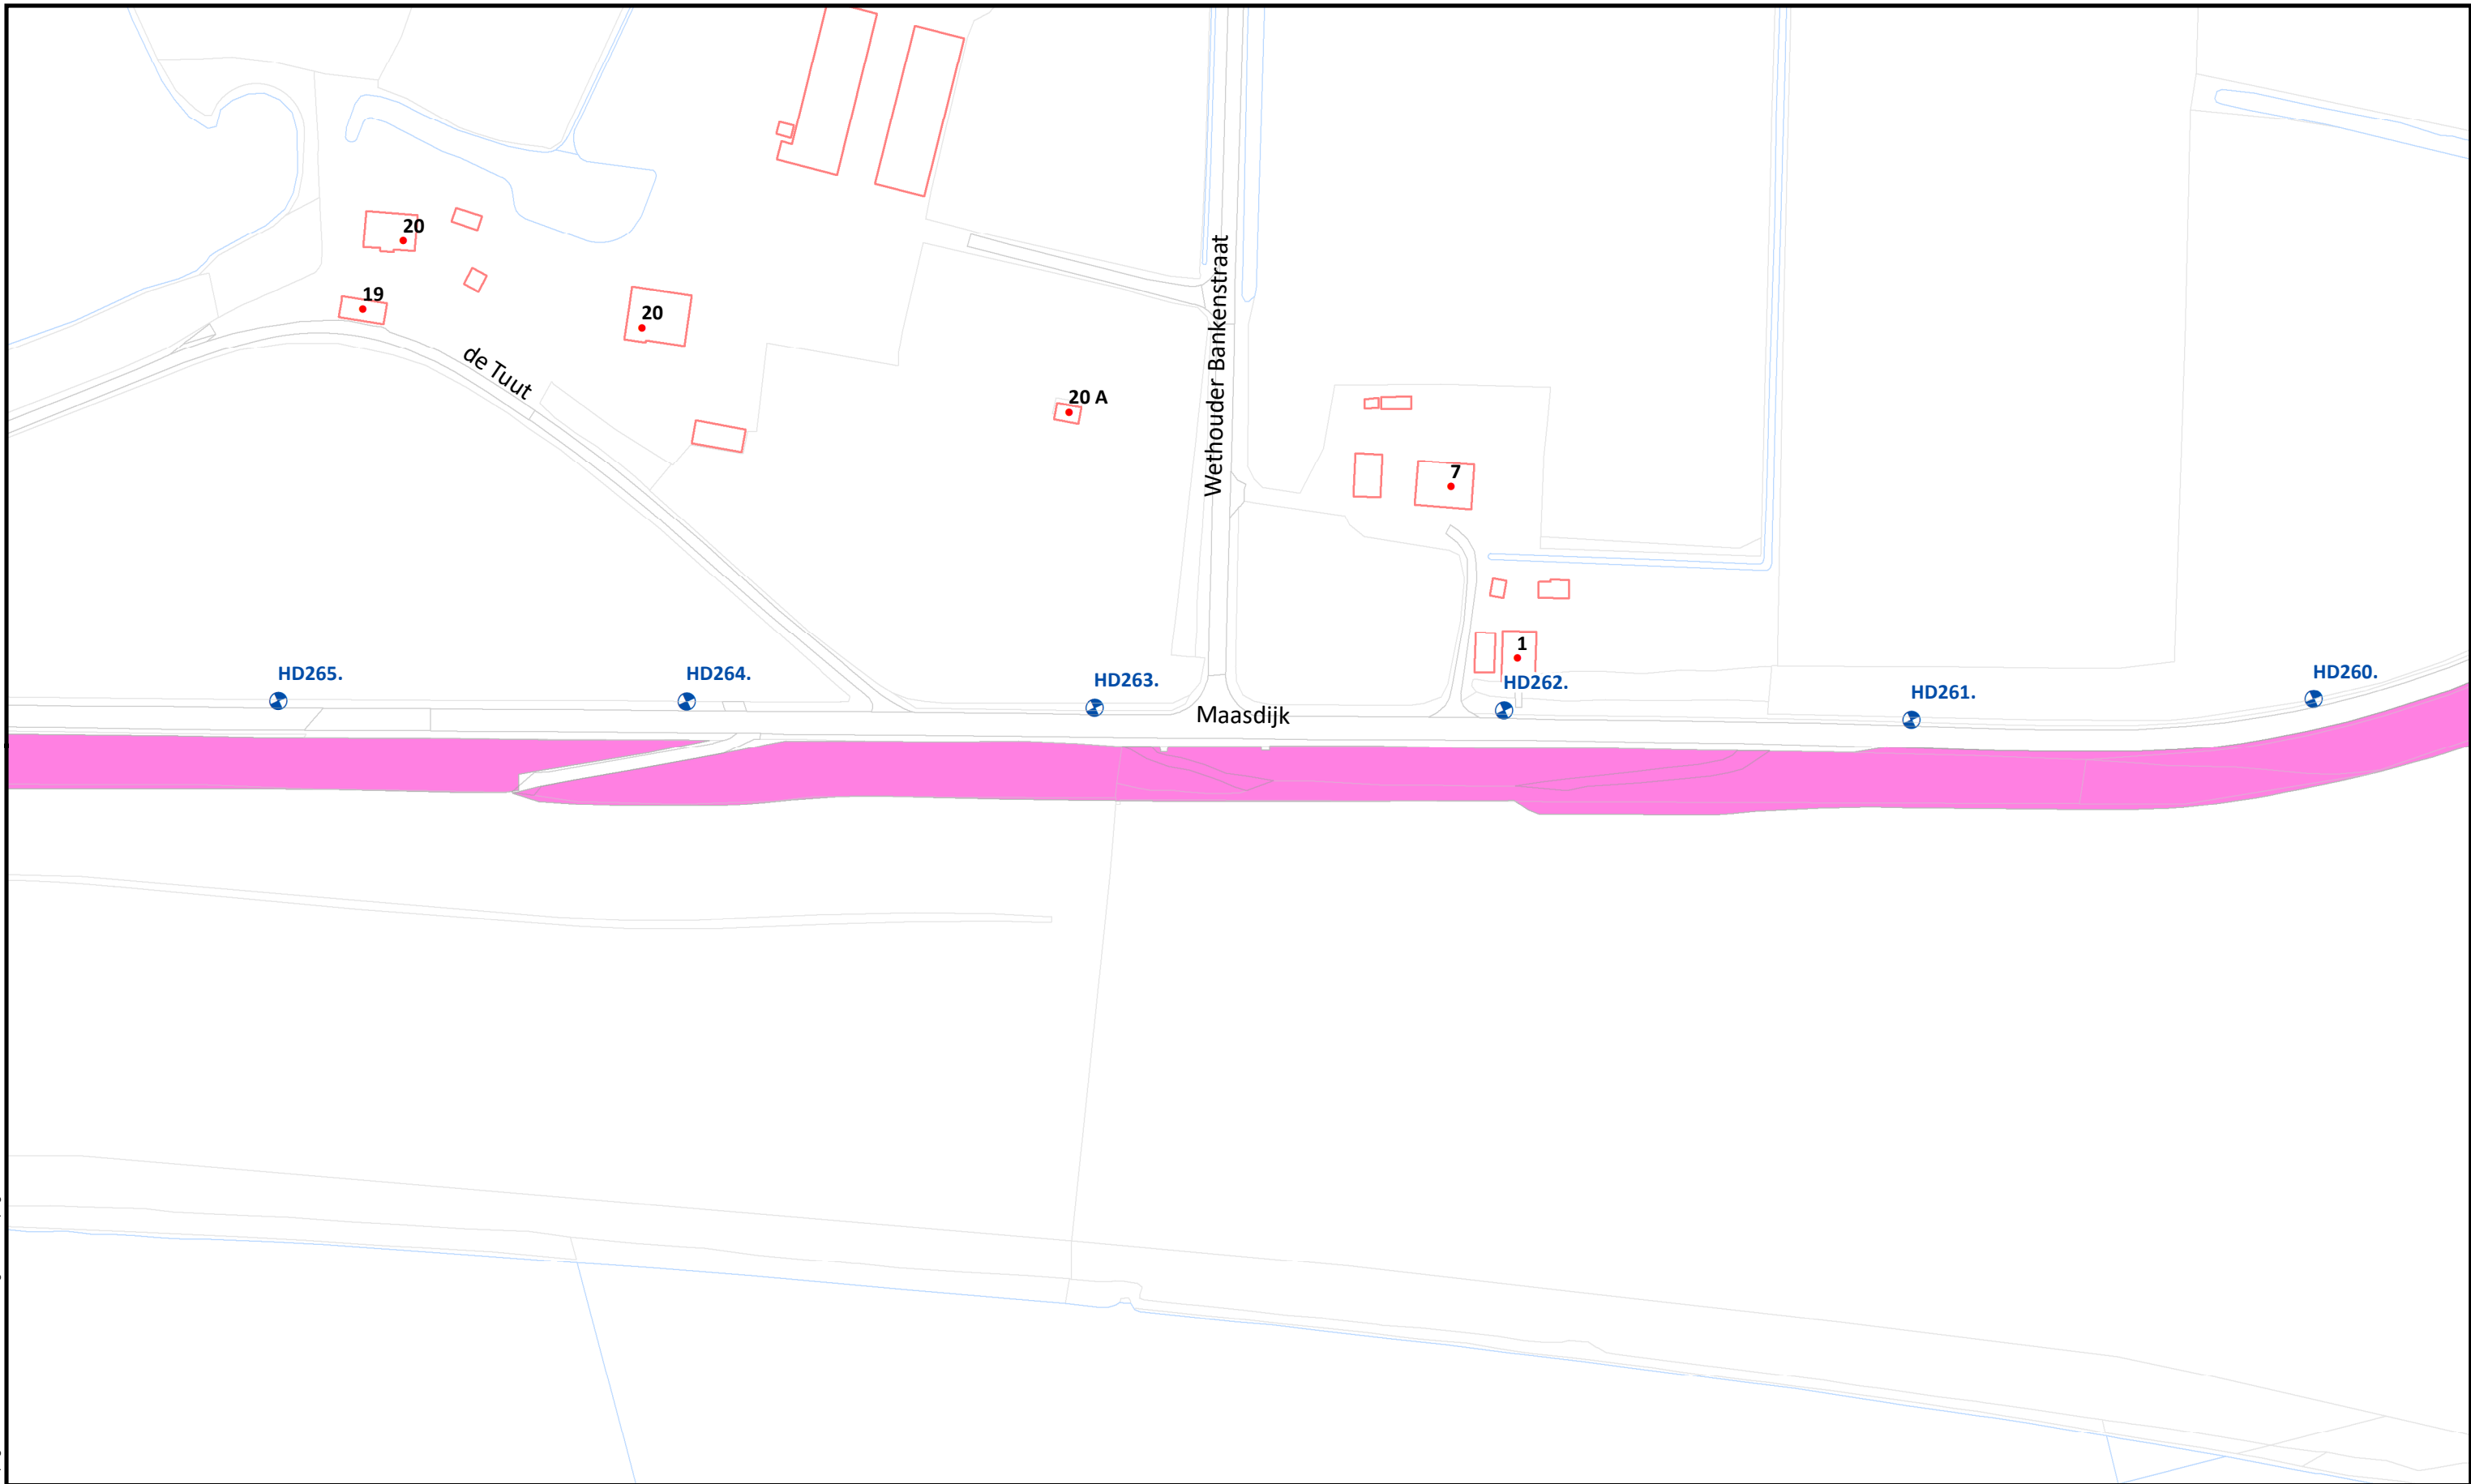 20
19
20
de Tuut
20 A
Wethouder Bankenstraat
7
1
HD265.
HD264.
HD263.
HD262.
HD261.
HD260.
Maasdijk